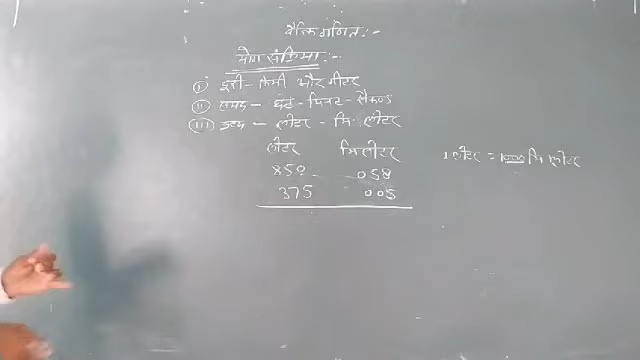 वैदिक गणित :-
योग संक्रिया :-
(i) दूरी - किमी और मीटर
(ii) समय - घंटे - मिनट - सैकण्ड
(iii) द्रव्य - लीटर - मि. लीटर
लीटर मि लीटर
850 058
375 005
1 लीटर = 1000 मि लीटर